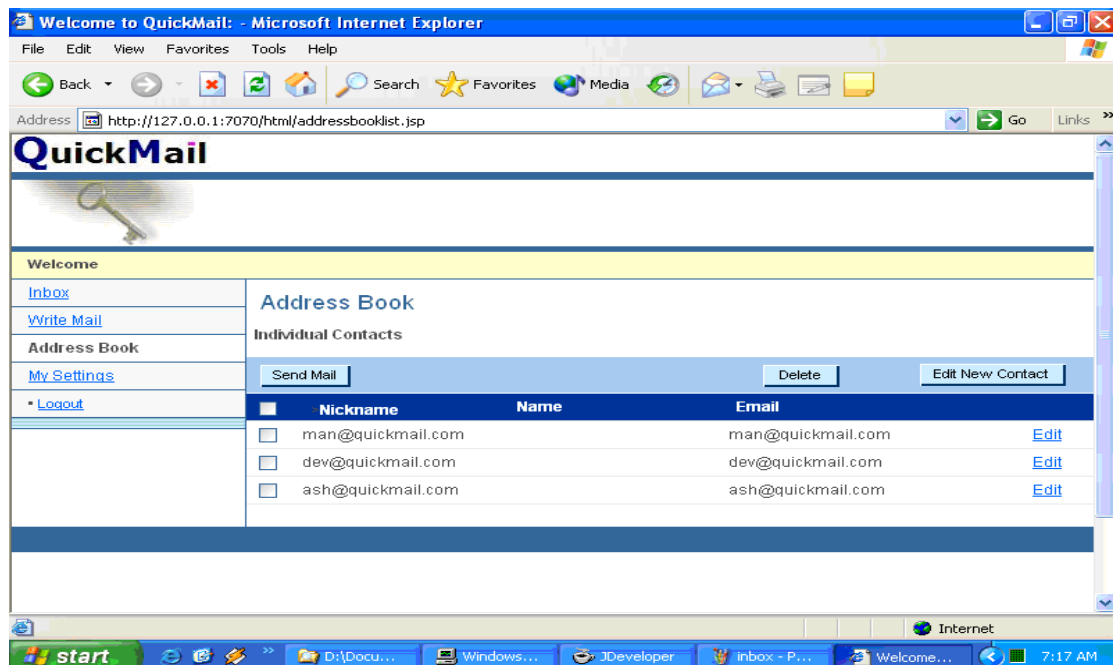 Welcome to QuickMail: - Microsoft Internet Explorer
File Edit View Favorites Tools Help
Back Search Favorites Media
Address http://127.0.0.1:7070/html/addressbooklist.jsp Go Links »
QuickMail
Welcome
Inbox
Write Mail
Address Book
My Settings
Logout
Address Book
Individual Contacts
Send Mail Delete Edit New Contact
Nickname Name Email
man@quickmail.com man@quickmail.com Edit
dev@quickmail.com dev@quickmail.com Edit
ash@quickmail.com ash@quickmail.com Edit
Internet
start » D:\Docu... Windows... JDeveloper inbox - P... Welcome... 7:17 AM